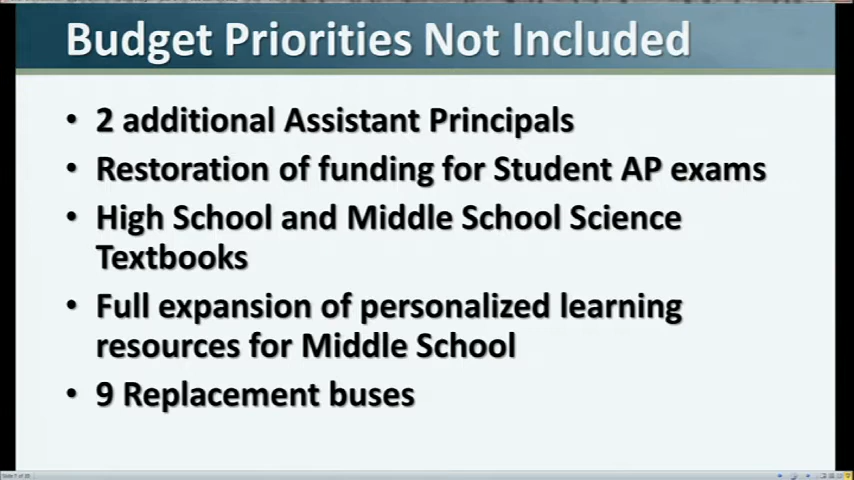 Budget Priorities Not Included
• 2 additional Assistant Principals
• Restoration of funding for Student AP exams
• High School and Middle School Science
Textbooks
• Full expansion of personalized learning
resources for Middle School
• 9 Replacement buses